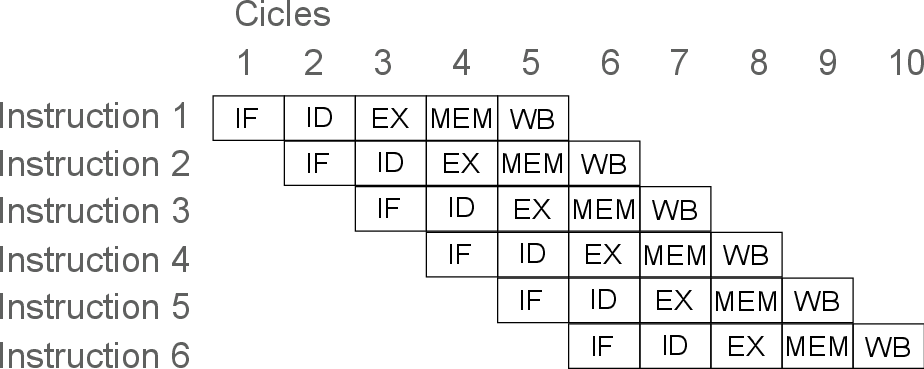 Cicles
1 2 3 4 5 6 7 8 9 10
Instruction 1 IF ID EX MEM WB
Instruction 2 IF ID EX MEM WB
Instruction 3 IF ID EX MEM WB
Instruction 4 IF ID EX MEM WB
Instruction 5 IF ID EX MEM WB
Instruction 6 IF ID EX MEM WB